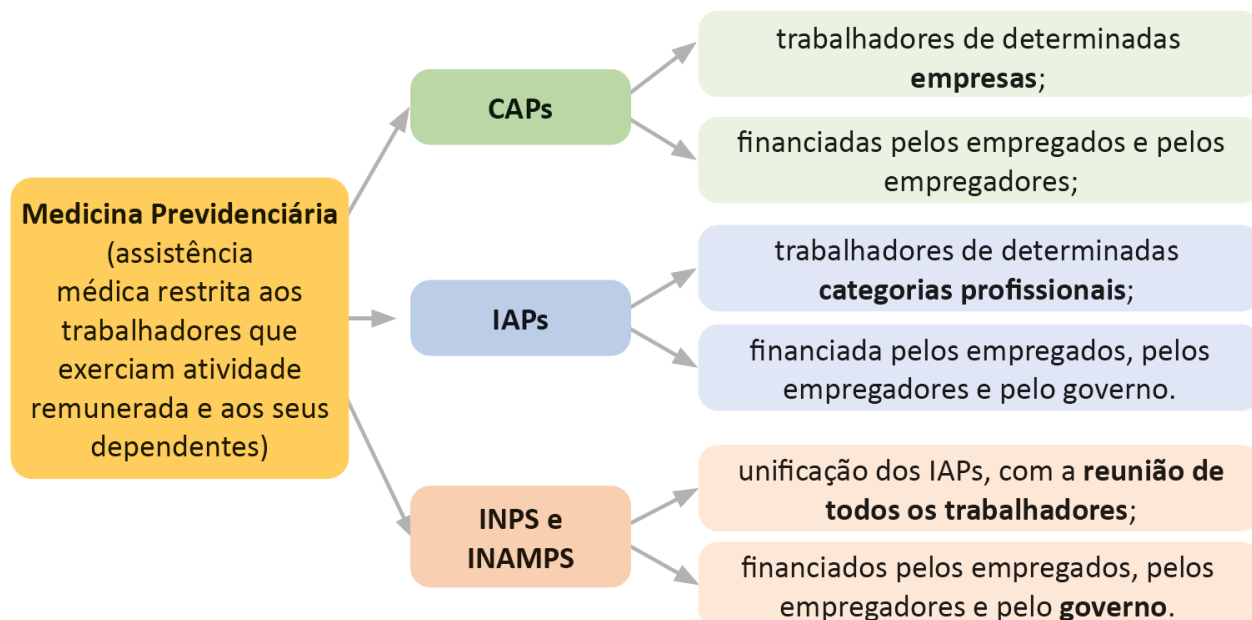 Medicina Previdenciária
(assistência
médica restrita aos
trabalhadores que
exerciam atividade
remunerada e aos seus
dependentes)
CAPs
trabalhadores de determinadas
empresas;
financiadas pelos empregados e pelos
empregadores;
IAPs
trabalhadores de determinadas
categorias profissionais;
financiada pelos empregados, pelos
empregadores e pelo governo.
INPS e
INAMPS
unificação dos IAPs, com a reunião de
todos os trabalhadores;
financiados pelos empregados, pelos
empregadores e pelo governo.